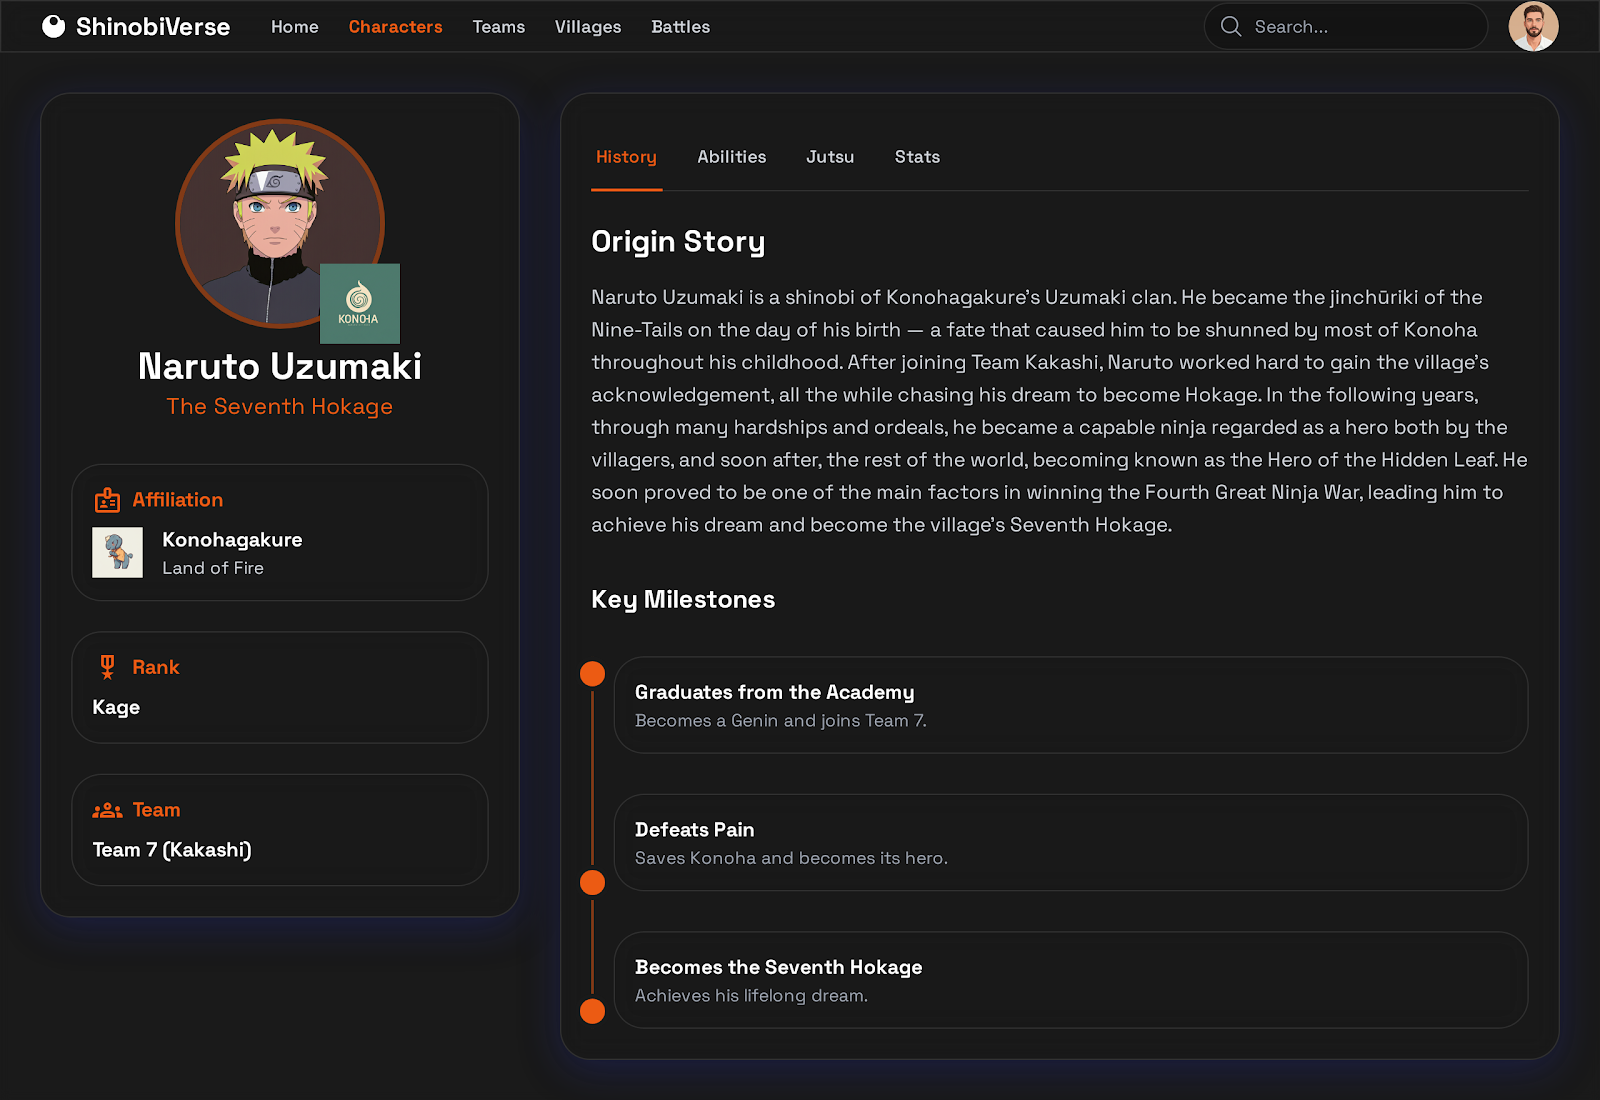 ShinobiVerse
Home
Characters
Teams
Villages
Battles
Search...
KONOHA
Naruto Uzumaki
The Seventh Hokage
Affiliation
Konohagakure
Land of Fire
Rank
Kage
Team
Team 7 (Kakashi)
History
Abilities
Jutsu
Stats
Origin Story
Naruto Uzumaki is a shinobi of Konohagakure's Uzumaki clan. He became the jinchūriki of the
Nine-Tails on the day of his birth — a fate that caused him to be shunned by most of Konoha
throughout his childhood. After joining Team Kakashi, Naruto worked hard to gain the village's
acknowledgement, all the while chasing his dream to become Hokage. In the following years,
through many hardships and ordeals, he became a capable ninja regarded as a hero both by the
villagers, and soon after, the rest of the world, becoming known as the Hero of the Hidden Leaf. He
soon proved to be one of the main factors in winning the Fourth Great Ninja War, leading him to
achieve his dream and become the village's Seventh Hokage.
Key Milestones
Graduates from the Academy
Becomes a Genin and joins Team 7.
Defeats Pain
Saves Konoha and becomes its hero.
Becomes the Seventh Hokage
Achieves his lifelong dream.